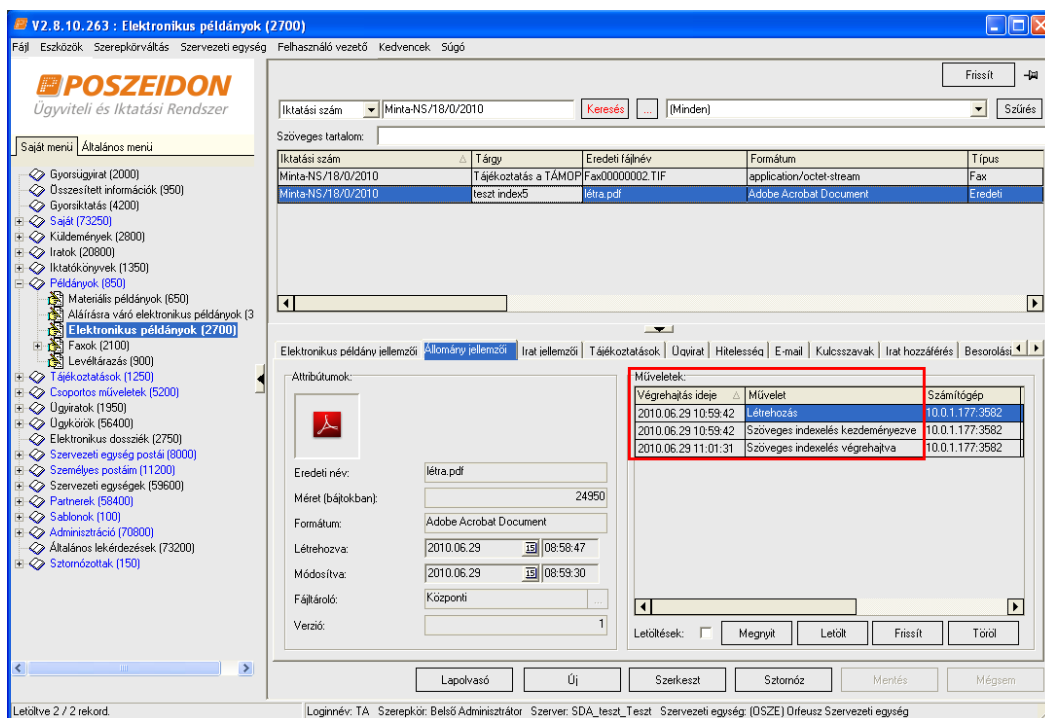 V2.8.10.263 : Elektronikus példányok (2700)
Fájl Eszközök Szerepkörváltás Szervezeti egység Felhasználó vezető Kedvencek Súgó
POSZEIDON
Ügyviteli és Iktatási Rendszer
Saját menü Általános menü
Gyorsügyirat (2000)
Összesített információk (950)
Gyorsiktatás (4200)
Saját (73250)
Küldemények (2800)
Iratok (20800)
Iktatókönyvek (1350)
Példányok (850)
Materiális példányok (650)
Aláírásra váró elektronikus példányok (3
Elektronikus példányok (2700)
Faxok (2100)
Levéltárazás (900)
Tájékoztatások (1250)
Csoportos műveletek (5200)
Ügyiratok (1950)
Ügykörök (56400)
Elektronikus dossziék (2750)
Szervezeti egység postái (8000)
Személyes postáim (11200)
Szervezeti egységek (59600)
Partnerek (58400)
Sablonok (100)
Adminisztráció (70800)
Általános lekérdezések (73200)
Sztornózottak (150)
Frissít
Iktatási szám Minta-NS/18/0/2010 Keresés ... (Minden) Szűrés
Szöveges tartalom:
Iktatási szám Tárgy Eredeti fájlnév Formátum Típus
Minta-NS/18/0/2010 Tájékoztatás a TÁMOP Fax00000002.TIF application/octet-stream Fax
Minta-NS/18/0/2010 teszt index5 létra.pdf Adobe Acrobat Document Eredeti
Elektronikus példány jellemzői Állomány jellemzői Irat jellemzői Tájékoztatások Ügyirat Hitelesség E-mail Kulcsszavak Irat hozzáférés Besorolási
Attribútumok:
Eredeti név: létra.pdf
Méret (bájtokban): 24950
Formátum: Adobe Acrobat Document
Létrehozva: 2010.06.29 15 08:58:47
Módosítva: 2010.06.29 15 08:59:30
Fájltároló: Központi ...
Verzió: 1
Műveletek:
Végrehajtás ideje Művelet Számítógép
2010.06.29 10:59:42 Létrehozás 10.0.1.177:3582
2010.06.29 10:59:42 Szöveges indexelés kezdeményezve 10.0.1.177:3582
2010.06.29 11:01:31 Szöveges indexelés végrehajtva 10.0.1.177:3582
Letöltések: Megnyit Letölt Frissít Töröl
Lapolvasó Új Szerkeszt Sztornóz Mentés Mégsem
Letöltve 2 / 2 rekord. Loginnév: TA Szerepkör: Belső Adminisztrátor Szerver: SDA_teszt_Teszt Szervezeti egység: (OSZE) Orfeusz Szervezeti egység